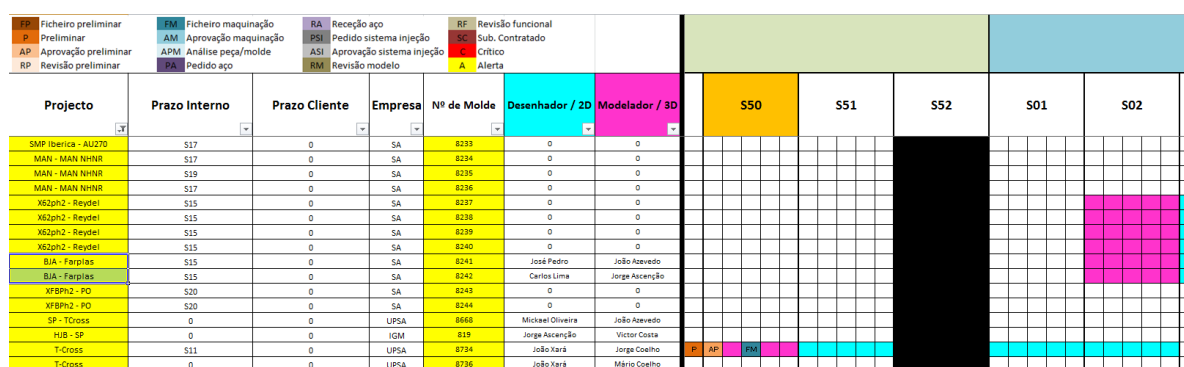 FP Ficheiro preliminar FM Ficheiro maquinação RA Receção aço RF Revisão funcional
P Preliminar AM Aprovação maquinação PSI Pedido sistema injeção SC Sub. Contratado
AP Aprovação preliminar APM Análise peça/molde ASI Aprovação sistema injeção C Crítico
RP Revisão preliminar PA Pedido aço RM Revisão modelo A Alerta
Projecto Prazo Interno Prazo Cliente Empresa Nº de Molde Desenhador / 2D Modelador / 3D S50 S51 S52 S01 S02
SMP Iberica - AU270 S17 0 SA 8233 0 0
MAN - MAN NHNR S17 0 SA 8234 0 0
MAN - MAN NHNR S19 0 SA 8235 0 0
MAN - MAN NHNR S17 0 SA 8236 0 0
X62ph2 - Reydel S15 0 SA 8237 0 0
X62ph2 - Reydel S15 0 SA 8238 0 0
X62ph2 - Reydel S15 0 SA 8239 0 0
X62ph2 - Reydel S15 0 SA 8240 0 0
BJA - Farplas S15 0 SA 8241 José Pedro João Azevedo
BJA - Farplas S15 0 SA 8242 Carlos Lima Jorge Ascenção
XFBPh2 - PO S20 0 SA 8243 0 0
XFBPh2 - PO S20 0 SA 8244 0 0
SP - TCross 0 0 UPSA 8668 Mickael Oliveira João Azevedo
HJB - SP 0 0 IGM 819 Jorge Ascenção Victor Costa
T-Cross S11 0 UPSA 8734 João Xará Jorge Coelho P AP FM
T-Cross 0 0 UPSA 8736 João Xará Mário Coelho